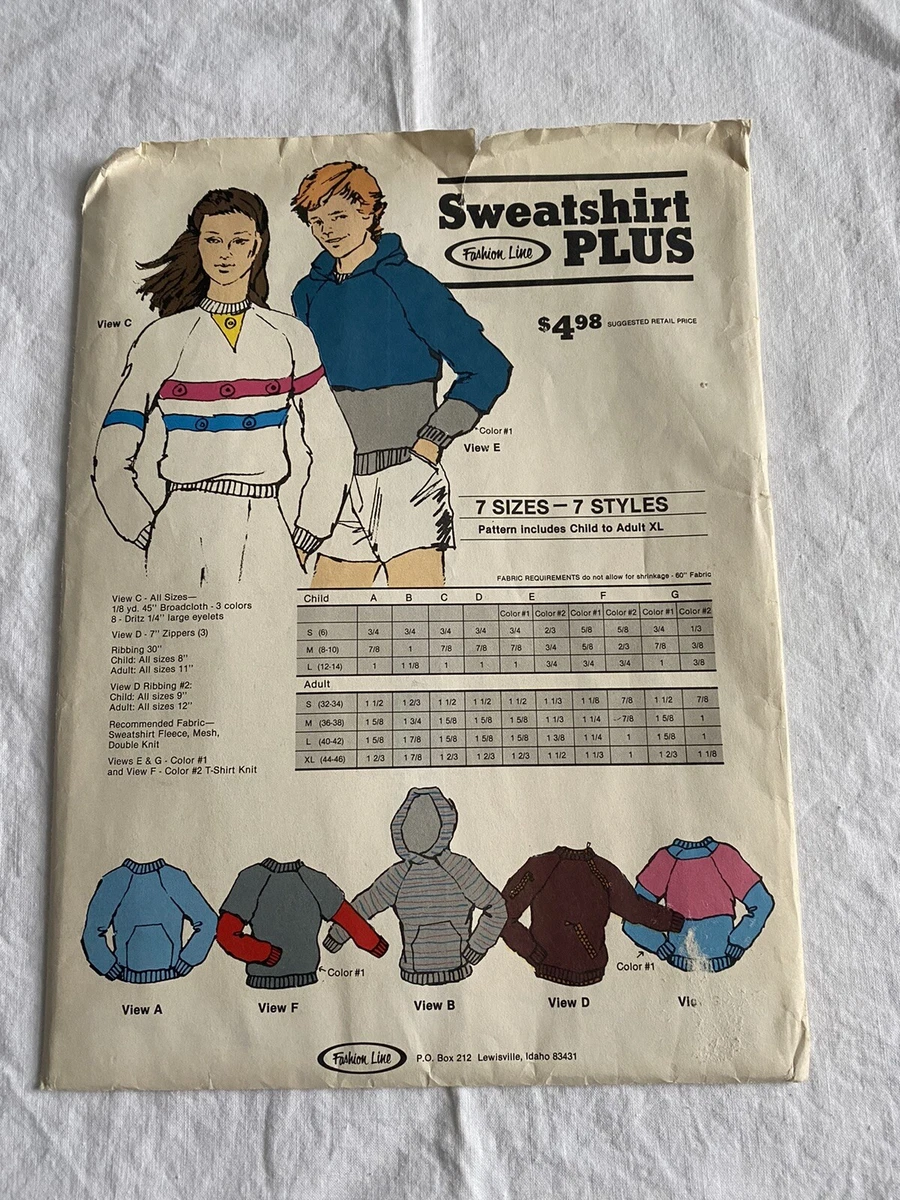 Sweatshirt
Fashion Line PLUS
$4.98 SUGGESTED RETAIL PRICE
View C
*Color #1
View E
7 SIZES — 7 STYLES
Pattern includes Child to Adult XL
FABRIC REQUIREMENTS do not allow for shrinkage - 60" Fabric
View C - All Sizes—
1/8 yd. 45" Broadcloth - 3 colors
8 - Dritz 1/4" large eyelets
View D - 7" Zippers (3)
Ribbing 30"
Child: All sizes 8"
Adult: All sizes 11"
View D Ribbing #2:
Child: All sizes 9"
Adult: All sizes 12"
Recommended Fabric—
Sweatshirt Fleece, Mesh,
Double Knit
Views E & G - Color #1
and View F - Color #2 T-Shirt Knit
Child A B C D E F G
Color #1 Color #2 Color #1 Color #2 Color #1 Color #2
S (6) 3/4 3/4 3/4 3/4 3/4 2/3 5/8 5/8 3/4 1/3
M (8-10) 7/8 1 7/8 7/8 7/8 3/4 5/8 2/3 7/8 3/8
L (12-14) 1 1 1/8 1 1 1 3/4 3/4 3/4 1 3/8
Adult
S (32-34) 1 1/2 1 2/3 1 1/2 1 1/2 1 1/2 1 1/3 1 1/8 7/8 1 1/2 7/8
M (36-38) 1 5/8 1 3/4 1 5/8 1 5/8 1 5/8 1 1/3 1 1/4 7/8 1 5/8 1
L (40-42) 1 5/8 1 7/8 1 5/8 1 5/8 1 5/8 1 3/8 1 1/4 1 1 5/8 1
XL (44-46) 1 2/3 1 7/8 1 2/3 1 2/3 1 2/3 1 1/2 1 1/3 1 1 2/3 1 1/8
Color #1
Color #1
View A View F View B View D
Fashion Line P.O. Box 212 Lewisville, Idaho 83431